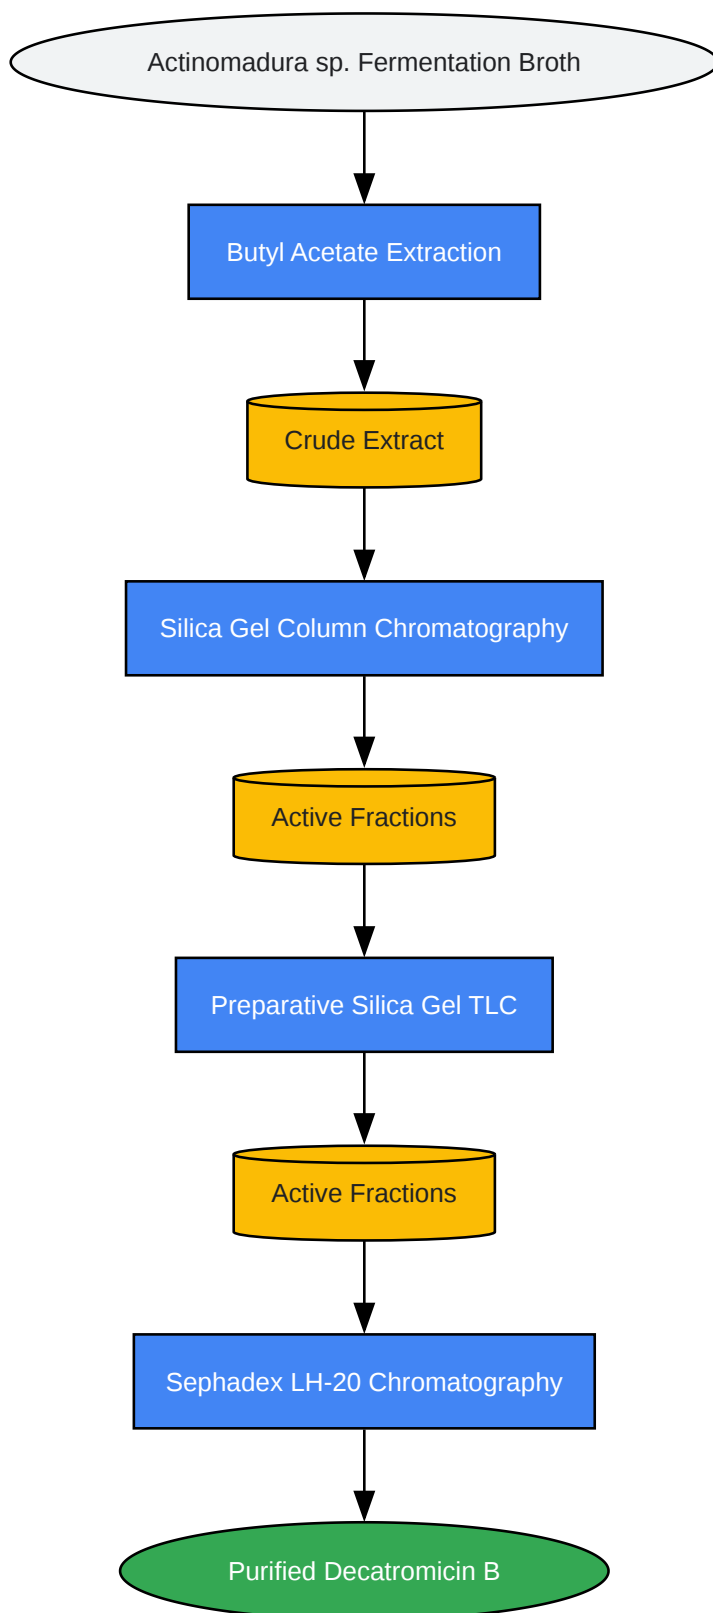 Actinomadura sp. Fermentation Broth
Butyl Acetate Extraction
Crude Extract
Silica Gel Column Chromatography
Active Fractions
Preparative Silica Gel TLC
Active Fractions
Sephadex LH-20 Chromatography
Purified Decatromicin B